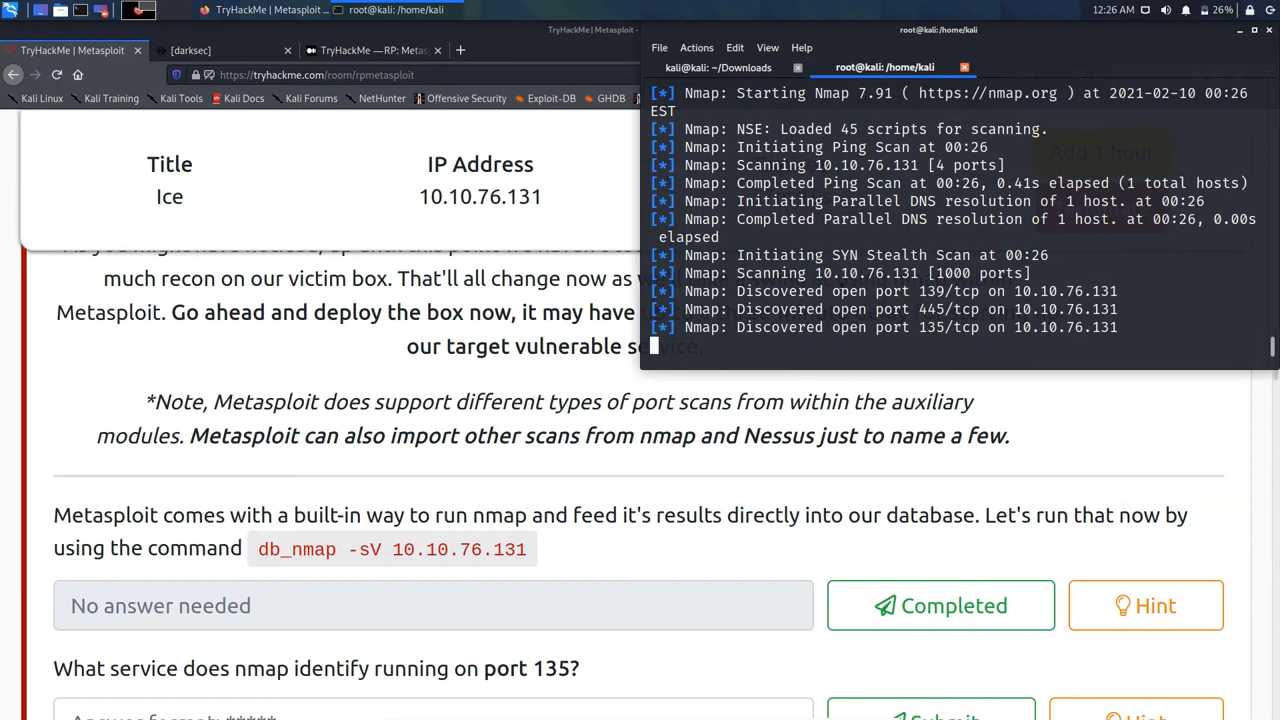 TryHackMe | Metasploit ...
root@kali: /home/kali
12:26 AM
26%
TryHackMe | Metasploit -
TryHackMe | Metasploit
[darksec]
TryHackMe — RP: Metas
https://tryhackme.com/room/rpmetasploit
Kali Linux
Kali Training
Kali Tools
Kali Docs
Kali Forums
NetHunter
Offensive Security
Exploit-DB
GHDB
root@kali: /home/kali
File
Actions
Edit
View
Help
kali@kali: ~/Downloads
root@kali: /home/kali
[*] Nmap: Starting Nmap 7.91 ( https://nmap.org ) at 2021-02-10 00:26
EST
[*] Nmap: NSE: Loaded 45 scripts for scanning.
[*] Nmap: Initiating Ping Scan at 00:26
[*] Nmap: Scanning 10.10.76.131 [4 ports]
[*] Nmap: Completed Ping Scan at 00:26, 0.41s elapsed (1 total hosts)
[*] Nmap: Initiating Parallel DNS resolution of 1 host. at 00:26
[*] Nmap: Completed Parallel DNS resolution of 1 host. at 00:26, 0.00s
elapsed
[*] Nmap: Initiating SYN Stealth Scan at 00:26
[*] Nmap: Scanning 10.10.76.131 [1000 ports]
[*] Nmap: Discovered open port 139/tcp on 10.10.76.131
[*] Nmap: Discovered open port 445/tcp on 10.10.76.131
[*] Nmap: Discovered open port 135/tcp on 10.10.76.131
Add 1 hour
Title
IP Address
Ice
10.10.76.131
much recon on our victim box. That'll all change now as
Metasploit. Go ahead and deploy the box now, it may have
our target vulnerable service.
*Note, Metasploit does support different types of port scans from within the auxiliary
modules. Metasploit can also import other scans from nmap and Nessus just to name a few.
Metasploit comes with a built-in way to run nmap and feed it's results directly into our database. Let's run that now by
using the command db_nmap -sV 10.10.76.131
No answer needed
Completed
Hint
What service does nmap identify running on port 135?
Answer format: *****
Submit
Hint